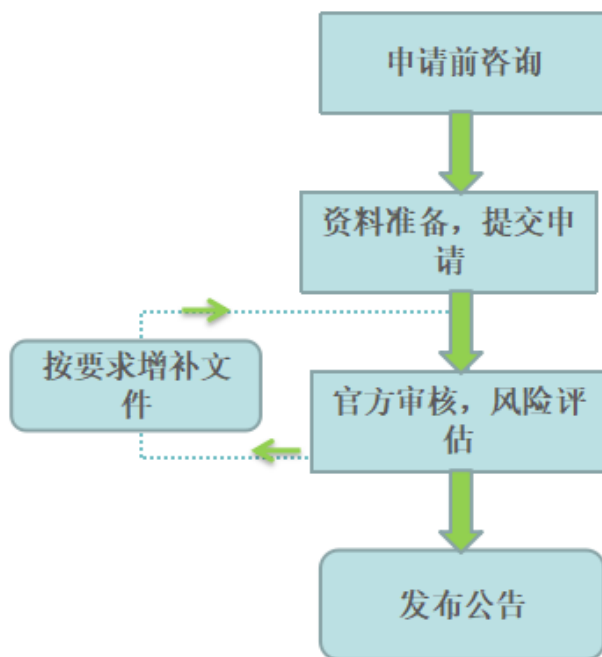 申请前咨询
资料准备，提交申
请
按要求增补文
件
官方审核，风险评
估
发布公告